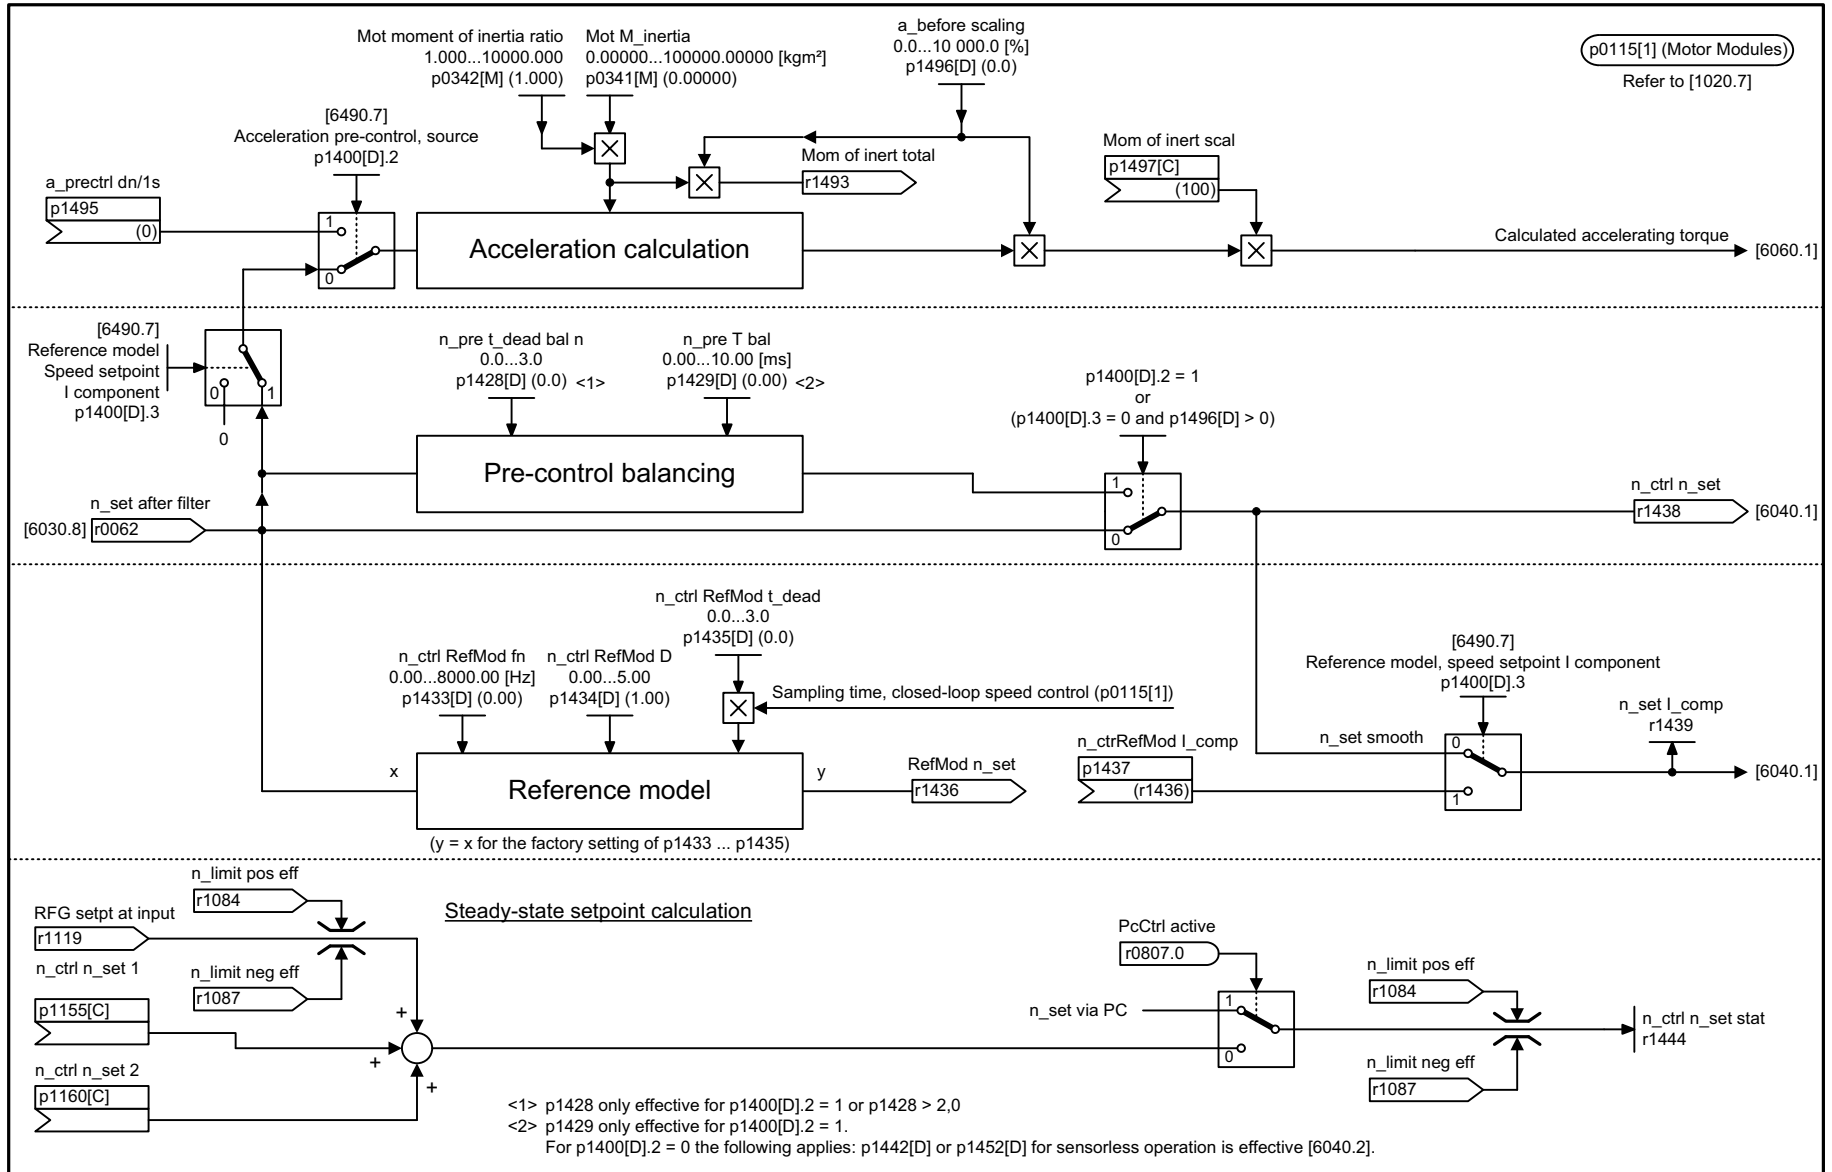 Mot moment of inertia ratio
1.000...10000.000
p0342[M] (1.000)
Mot M_inertia
0.00000...100000.00000 [kgm²]
p0341[M] (0.00000)
a_before scaling
0.0...10 000.0 [%]
p1496[D] (0.0)
p0115[1] (Motor Modules)
Refer to [1020.7]
[6490.7]
Acceleration pre-control, source
p1400[D].2
Mom of inert total
r1493
Mom of inert scal
p1497[C]
(100)
a_prectrl dn/1s
p1495
(0)
1
0
Acceleration calculation
Calculated accelerating torque
[6060.1]
[6490.7]
Reference model
Speed setpoint
I component
p1400[D].3
0
1
0
n_pre t_dead bal n
0.0...3.0
p1428[D] (0.0) <1>
n_pre T bal
0.00...10.00 [ms]
p1429[D] (0.00) <2>
p1400[D].2 = 1
or
(p1400[D].3 = 0 and p1496[D] > 0)
Pre-control balancing
1
0
n_set after filter
[6030.8]
r0062
n_ctrl n_set
r1438
[6040.1]
n_ctrl RefMod t_dead
0.0...3.0
p1435[D] (0.0)
n_ctrl RefMod fn
0.00...8000.00 [Hz]
p1433[D] (0.00)
n_ctrl RefMod D
0.00...5.00
p1434[D] (1.00)
Sampling time, closed-loop speed control (p0115[1])
[6490.7]
Reference model, speed setpoint I component
p1400[D].3
n_set I_comp
r1439
x
Reference model
y
RefMod n_set
r1436
n_ctrRefMod I_comp
p1437
(r1436)
n_set smooth
0
1
[6040.1]
(y = x for the factory setting of p1433 ... p1435)
Steady-state setpoint calculation
n_limit pos eff
r1084
RFG setpt at input
r1119
n_limit neg eff
r1087
n_ctrl n_set 1
p1155[C]
n_ctrl n_set 2
p1160[C]
+
+
+
PcCtrl active
r0807.0
n_set via PC
1
0
n_limit pos eff
r1084
n_limit neg eff
r1087
n_ctrl n_set stat
r1444
<1> p1428 only effective for p1400[D].2 = 1 or p1428 > 2,0
<2> p1429 only effective for p1400[D].2 = 1.
For p1400[D].2 = 0 the following applies: p1442[D] or p1452[D] for sensorless operation is effective [6040.2].